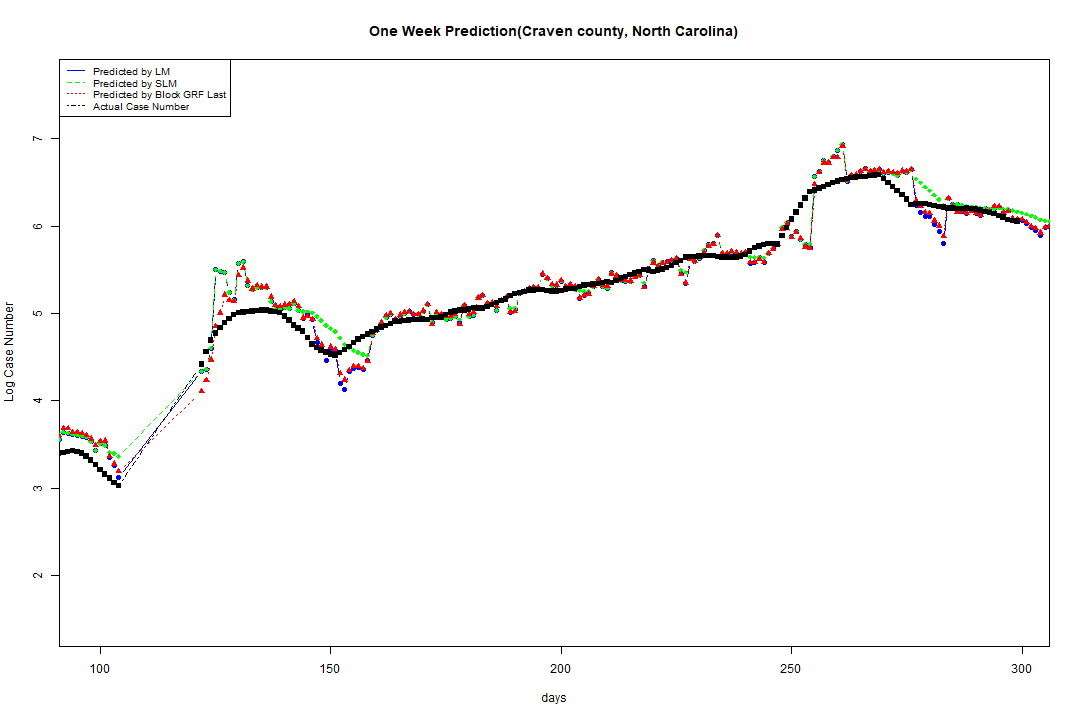 One Week Prediction(Craven county, North Carolina)
Predicted by LM
Predicted by SLM
Predicted by Block GRF Last
Actual Case Number
Log Case Number
7
6
5
4
3
2
100 150 200 250 300
days